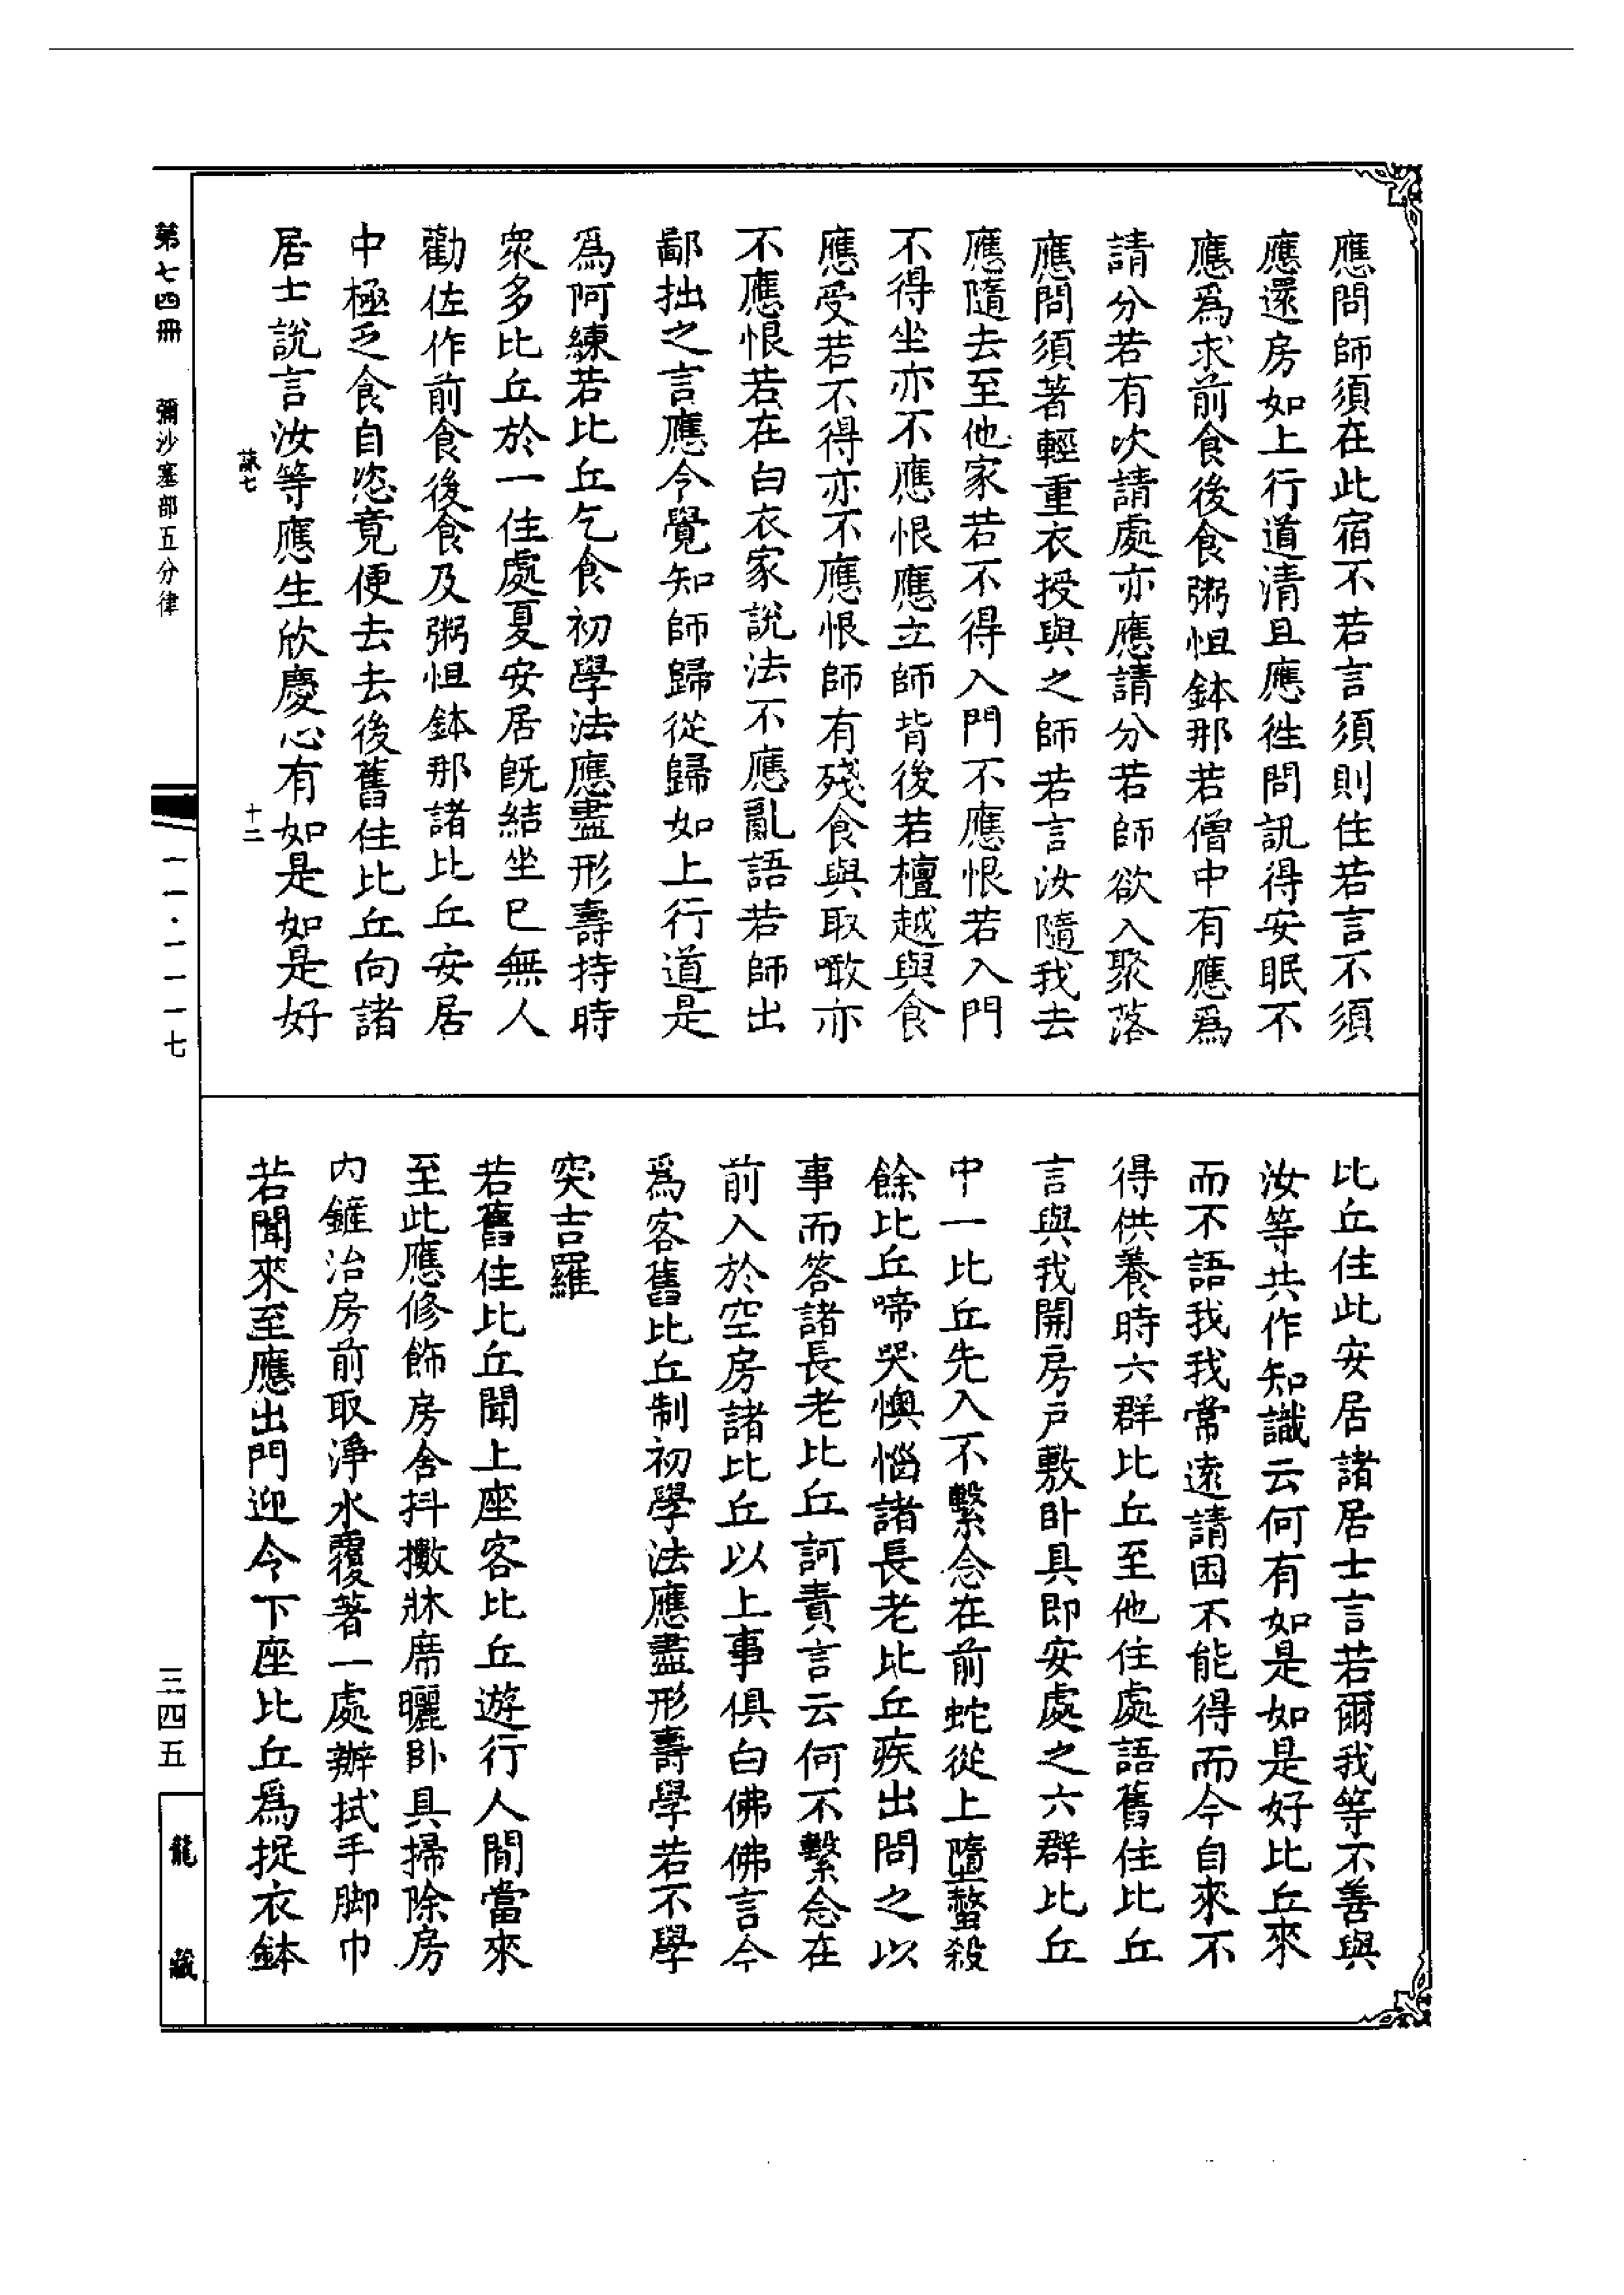 應問師須在此宿不若言須則住若言不須
應還房如上行道清旦應徃問訊得安眠不
應爲求前食後食粥怛鉢那若僧中有應爲
請分若有次請處亦應請分若師欲入聚落
應問須著輕重衣授與之師若言汝隨我去
應隨去至他家若不得入門不應恨若入門
不得坐亦不應恨應立師背後若檀越與食
應受若不得亦不應恨師有殘食與取噉亦
不應恨若在白衣家說法不應亂語若師出
鄙拙之言應令覺知師歸從歸如上行道是
爲阿練若比丘乞食初學法應盡形壽持時
衆多比丘於一住處夏安居既結坐已無人
勸佐作前食後食及粥怛鉢那諸比丘安居
中極乏食自恣竟便去去後舊住比丘向諸
居士說言汝等應生欣慶心有如是如是好
比丘住此安居諸居士言若爾我等不善與
汝等共作知識云何有如是如是好比丘來
而不語我我常遠請困不能得而今自來不
得供養時六群比丘至他住處語舊住比丘
言與我開房戶敷卧具即安處之六群比丘
中一比丘先入不繫念在前蛇從上墮螫殺
餘比丘啼哭懊惱諸長老比丘疾出問之以
事而答諸長老比丘訶責言云何不繫念在
前入於空房諸比丘以上事俱白佛佛言今
爲客舊比丘制初學法應盡形壽學若不學
突吉羅
若舊住比丘聞上座客比丘遊行人間當來
至此應修飾房舍抖擻牀席曬卧具掃除房
內鏟治房前取淨水覆著一處辦拭手脚巾
若聞來至應出門迎令下座比丘爲捉衣鉢
第七四冊
彌沙塞部五分律
十二
一一·一一一七
三四五
龍藏